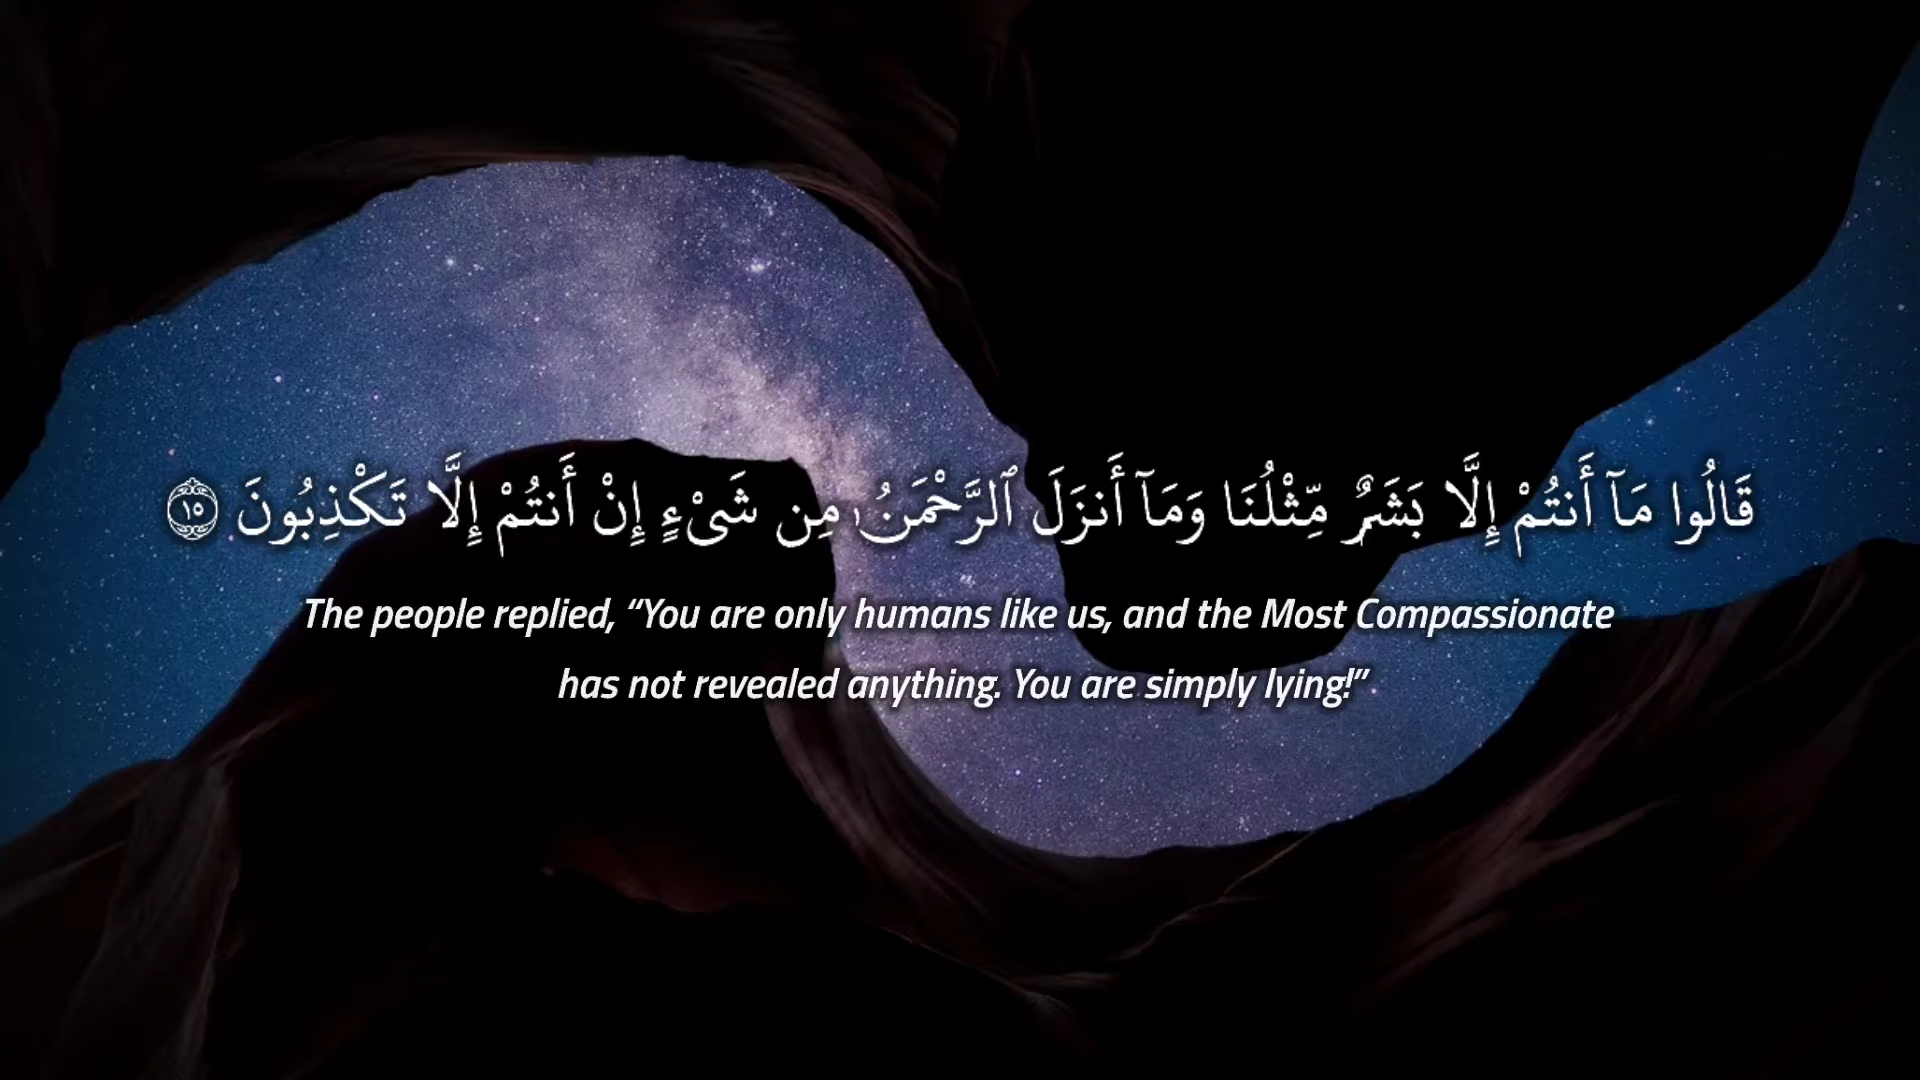 قَالُوا مَآ أَنتُمْ إِلَّا بَشَرٌ مِّثْلُنَا وَمَآ أَنزَلَ ٱلرَّحْمَـٰنُ مِن شَىْءٍ إِنْ أَنتُمْ إِلَّا تَكْذِبُونَ ١٥
The people replied, “You are only humans like us, and the Most Compassionate
has not revealed anything. You are simply lying!”